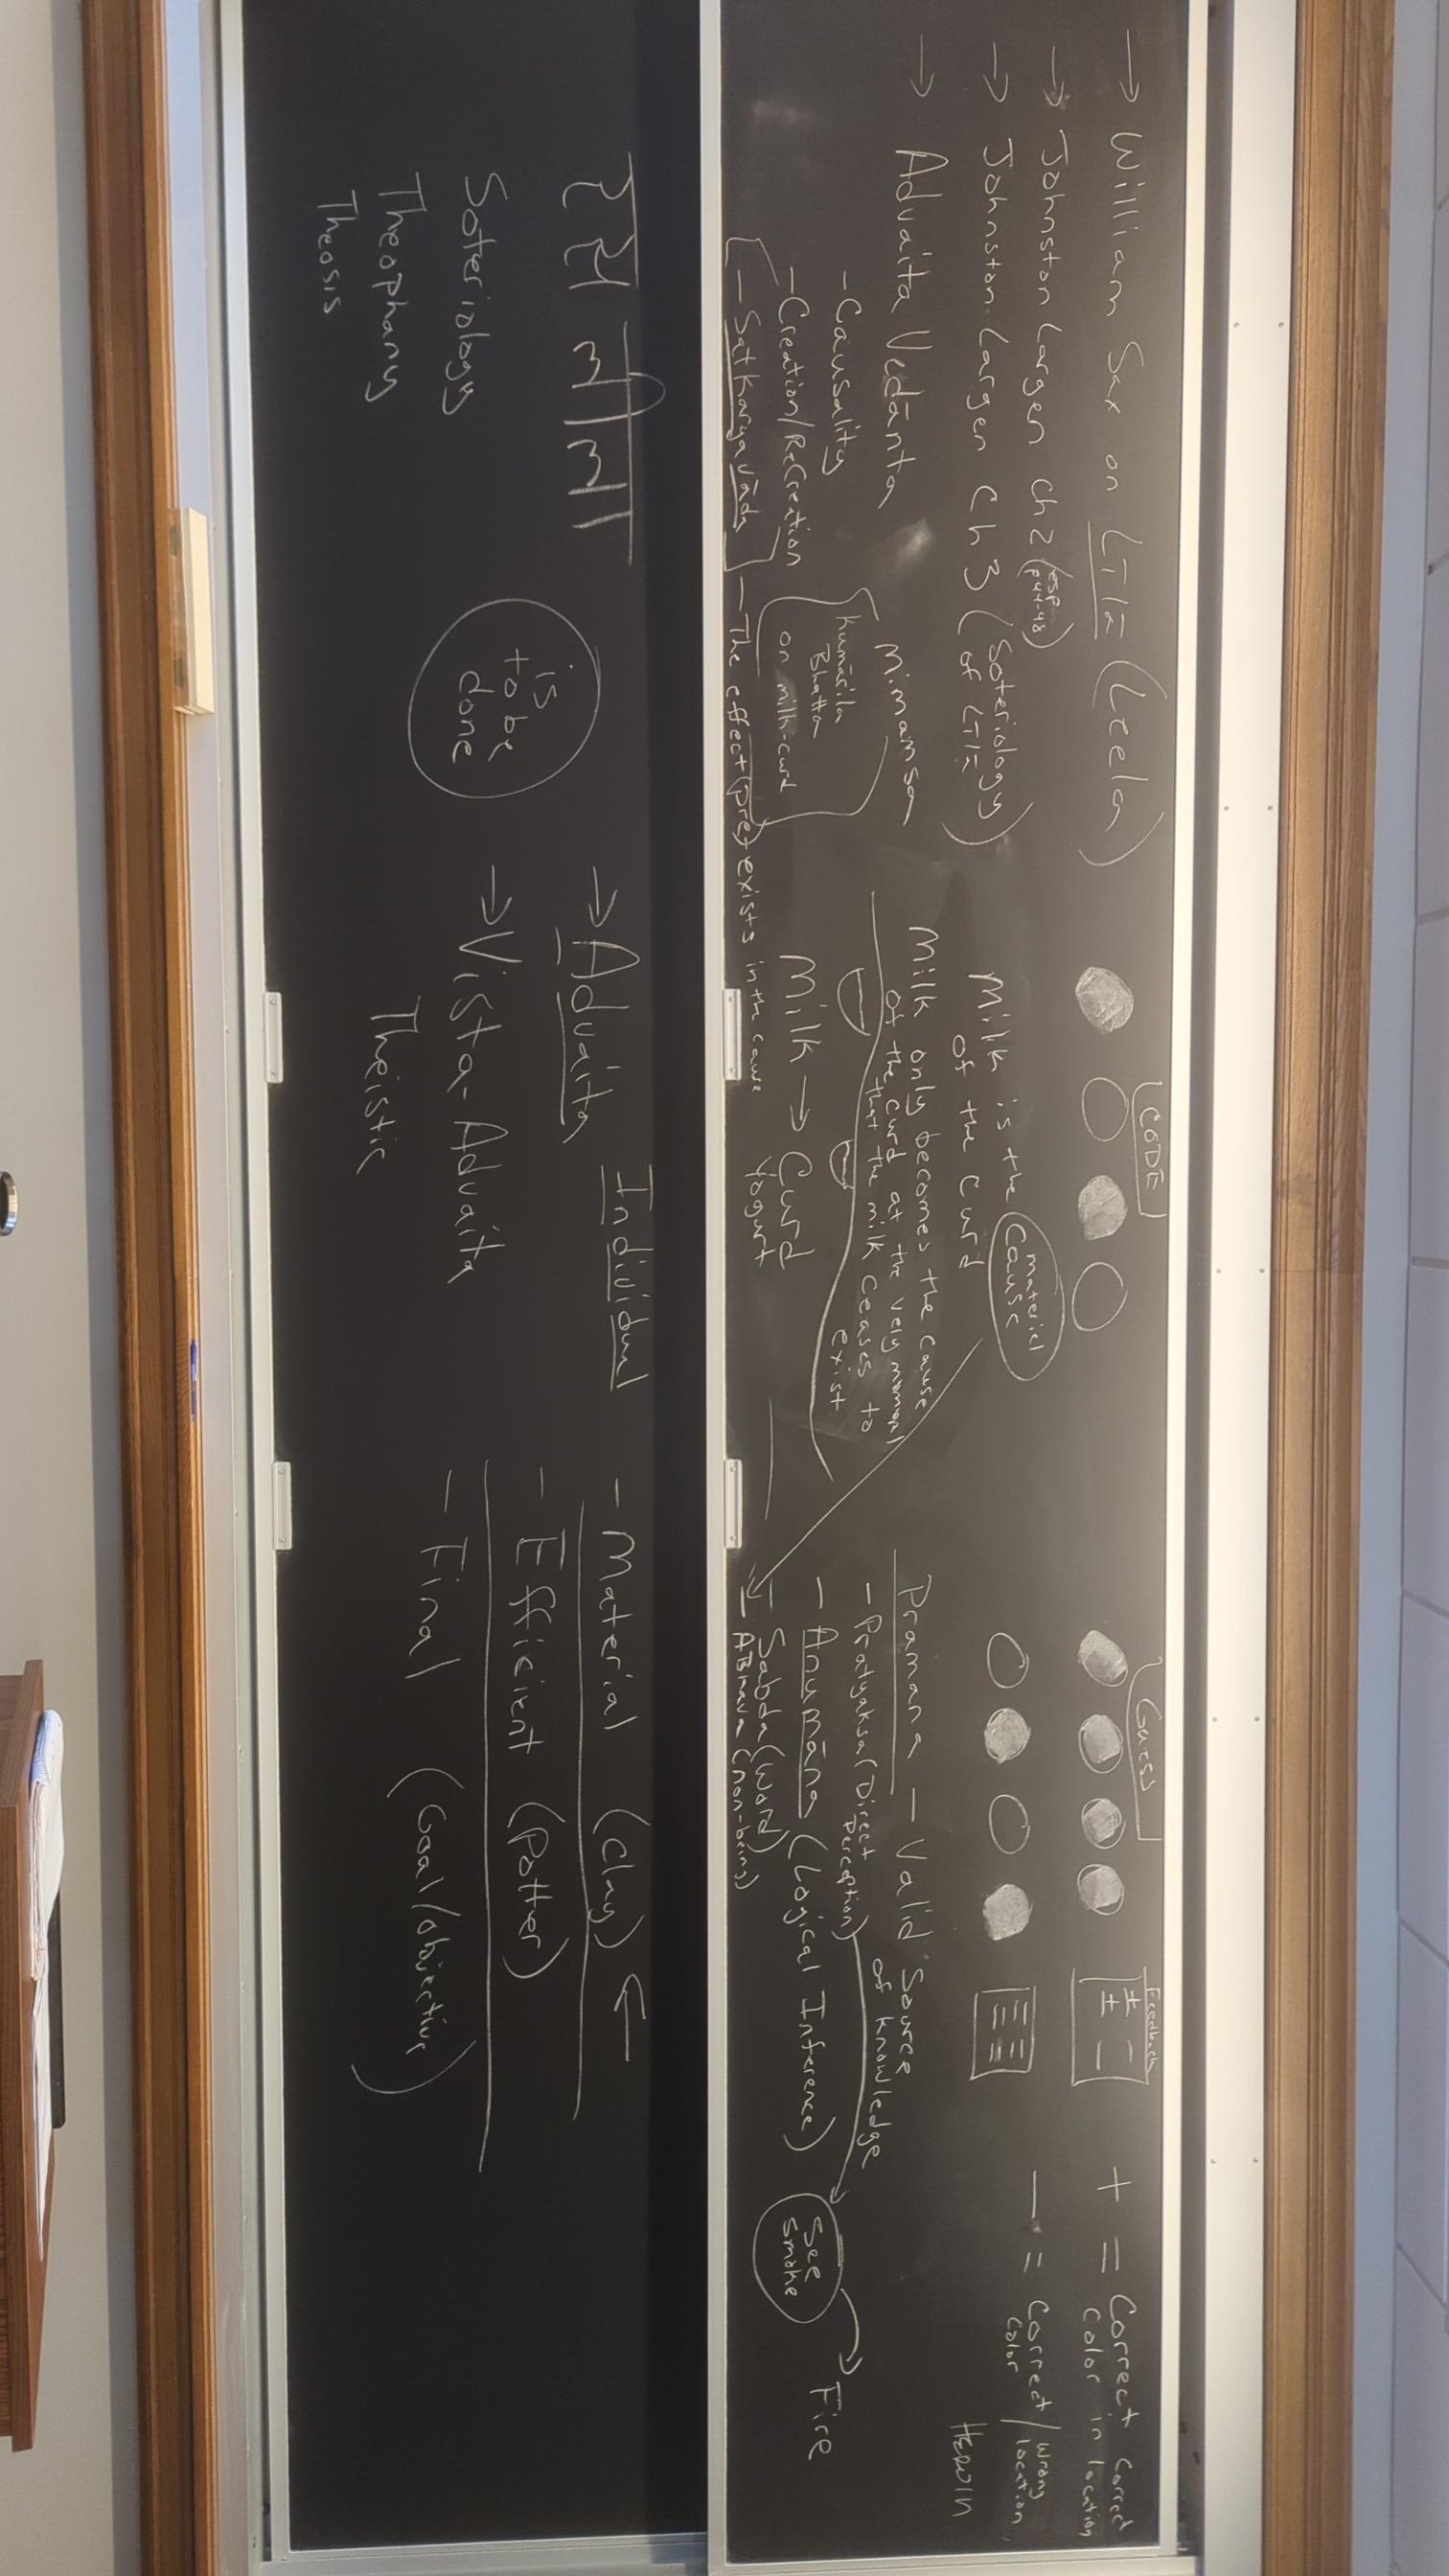 → William Sax on Līlā (Leela)
→ Johnston Largen Ch 2 (esp p44-48)
→ Johnston Largen Ch 3 (Soteriology of Līlā)
→ Advaita Vedānta
- Causality
- Creation/ReCreation
- Satkaryavāda — The effect (pre) exists in the cause
Mimamsa
Kumārila
Bhatta
on milk-curd
CODE
Milk is the material cause
of the Curd
Milk only becomes the cause
of the curd at the very moment
that the milk ceases to
exist
Milk → Curd
Yogurt
Guess
Feedback
+ = Correct Color Correct in location
— = Correct Color / Wrong location
HEROIN
Pramana — Valid Source
of knowledge
- Pratyaksa (Direct Perception)
- Anumāna (Logical Inference)
- Sabda (Word)
- ABhava (non-being)
See
Smoke
Fire
रस लीला
Soteriology
Theophany
Theosis
is
to be
done
→ Advaita Individual
→ Vista-Advaita
Theistic
- Material (Clay) ←
- Efficient (Potter)
- Final (Goal/objective)